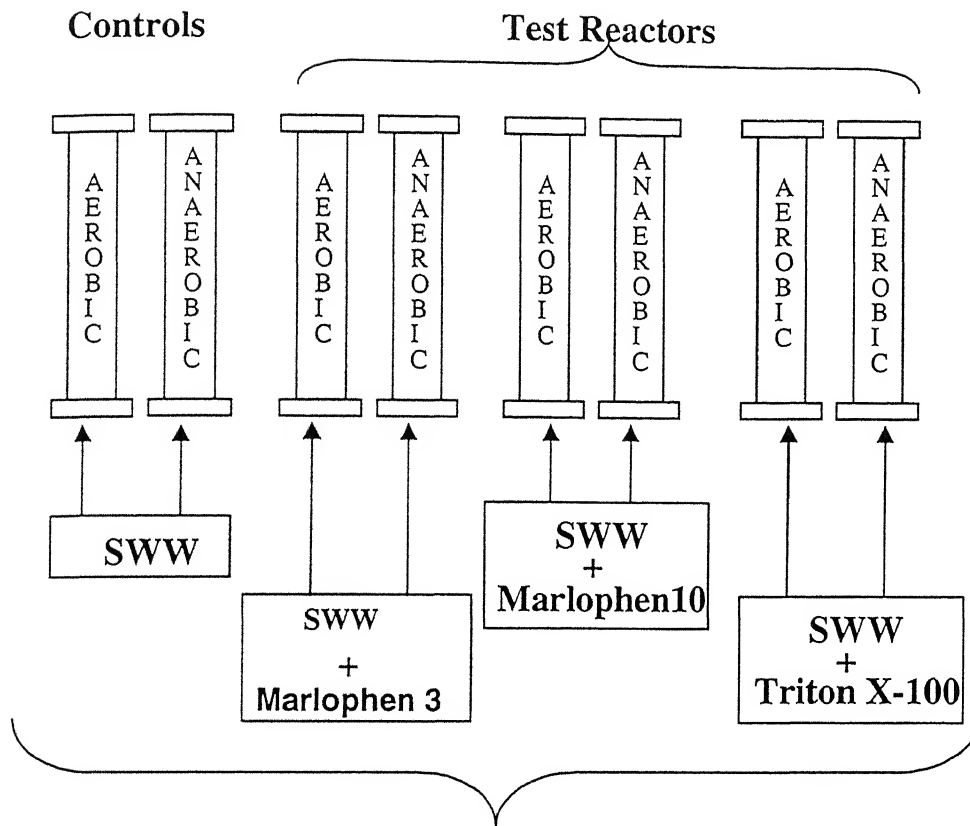 Controls
Test Reactors
AEROBIC
ANAEROBIC
AEROBIC
ANAEROBIC
AEROBIC
ANAEROBIC
AEROBIC
ANAEROBIC
SWW
SWW
+
Marlophen 3
SWW
+
Marlophen10
SWW
+
Triton X-100